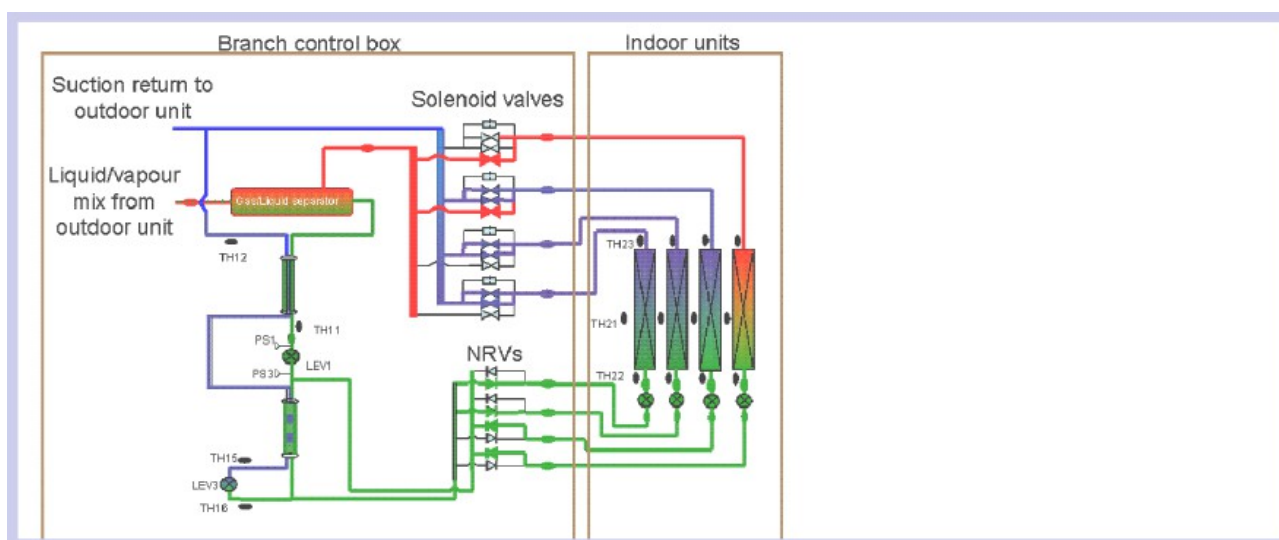 Branch control box
Indoor units
Suction return to
outdoor unit
Solenoid valves
Liquid/vapour
mix from
outdoor unit
Gas/Liquid separator
TH12
TH23
TH11
TH21
PS1
LEV1
NRVs
PS3
TH22
TH15
LEV3
TH16